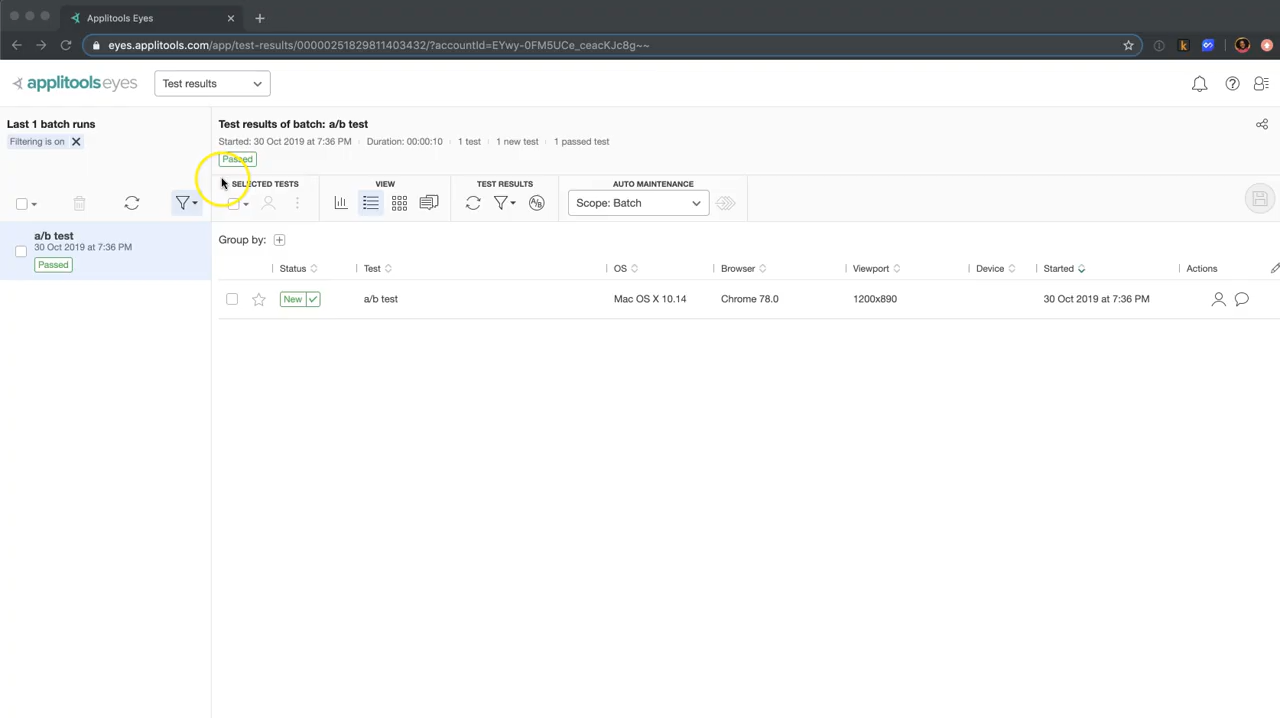 Applitools Eyes
eyes.applitools.com/app/test-results/00000251829811403432/?accountId=EYwy-0FM5UCe_ceacKJc8g~~
applitools eyes
Test results
Last 1 batch runs
Filtering is on
Test results of batch: a/b test
Started: 30 Oct 2019 at 7:36 PM
Duration: 00:00:10
1 test
1 new test
1 passed test
Passed
SELECTED TESTS
VIEW
TEST RESULTS
AUTO MAINTENANCE
Scope: Batch
a/b test
30 Oct 2019 at 7:36 PM
Passed
Group by:
Status
Test
OS
Browser
Viewport
Device
Started
Actions
New
a/b test
Mac OS X 10.14
Chrome 78.0
1200x890
30 Oct 2019 at 7:36 PM